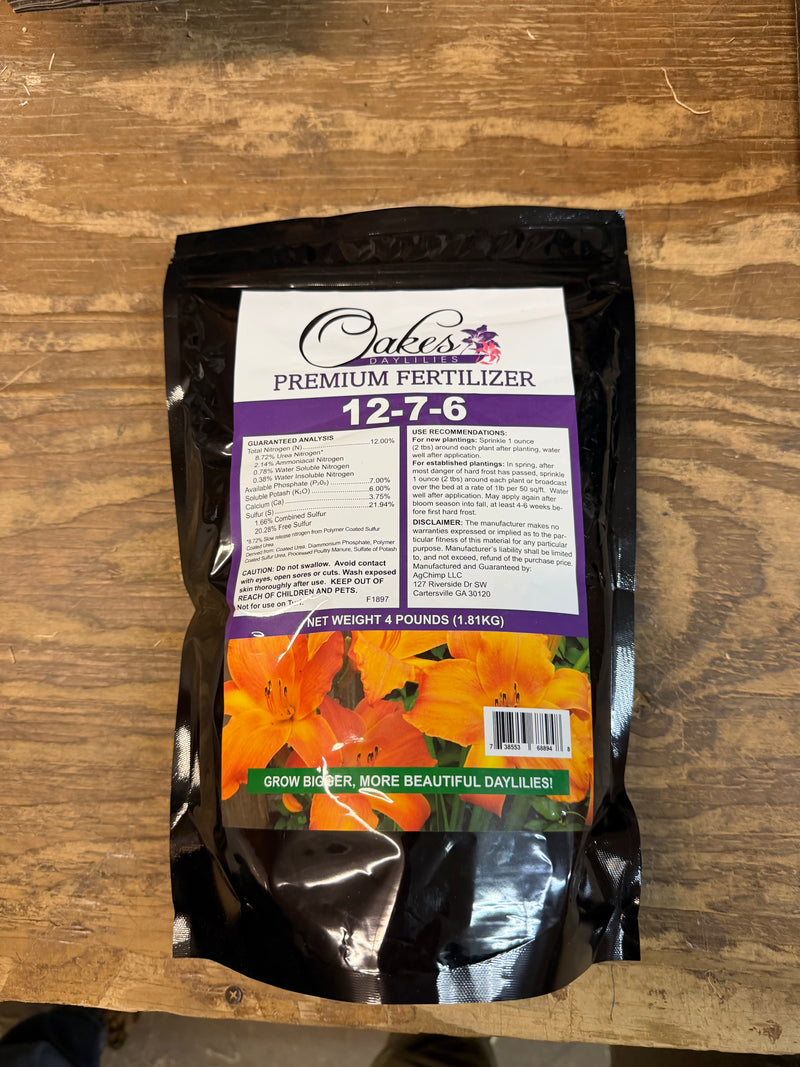 Oakes
DAYLILIES
PREMIUM FERTILIZER
12-7-6
GUARANTEED ANALYSIS
Total Nitrogen (N)..................12.00%
8.72% Urea Nitrogen*
2.14% Ammoniacal Nitrogen
0.78% Water Soluble Nitrogen
0.38% Water Insoluble Nitrogen
Available Phosphate (P₂0₅)..........7.00%
Soluble Potash (K₂O)................6.00%
Calcium (Ca)........................3.75%
Sulfur (S)..........................21.94%
1.66% Combined Sulfur
20.28% Free Sulfur
*8.72% Slow release nitrogen from Polymer Coated Sulfur
Coated Urea
Derived from: Coated Urea, Diammonium Phosphate, Polymer
Coated Sulfur Urea, Processed Poultry Manure, Sulfate of Potash
CAUTION: Do not swallow. Avoid contact
with eyes, open sores or cuts. Wash exposed
skin thoroughly after use. KEEP OUT OF
REACH OF CHILDREN AND PETS.
Not for use on Turf.
F1897
USE RECOMMENDATIONS:
For new plantings: Sprinkle 1 ounce
(2 tbs) around each plant after planting, water
well after application.
For established plantings: In spring, after
most danger of hard frost has passed, sprinkle
1 ounce (2 tbs) around each plant or broadcast
over the bed at a rate of 1lb per 50 sq/ft. Water
well after application. May apply again after
bloom season into fall, at least 4-6 weeks be-
fore first hard frost.
DISCLAIMER: The manufacturer makes no
warranties expressed or implied as to the par-
ticular fitness of this material for any particular
purpose. Manufacturer's liability shall be limited
to, and not exceed, refund of the purchase price.
Manufactured and Guaranteed by:
AgChimp LLC
127 Riverside Dr SW
Cartersville GA 30120
NET WEIGHT 4 POUNDS (1.81KG)
7 38553 68894 8
GROW BIGGER, MORE BEAUTIFUL DAYLILIES!